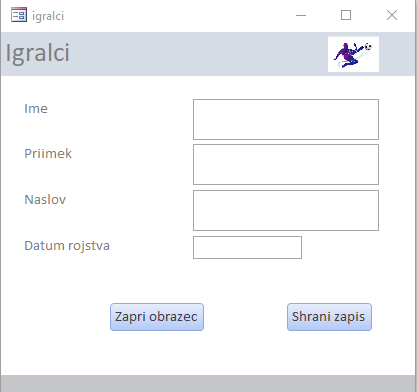 igralci
Igralci
Ime
Priimek
Naslov
Datum rojstva
Zapri obrazec
Shrani zapis